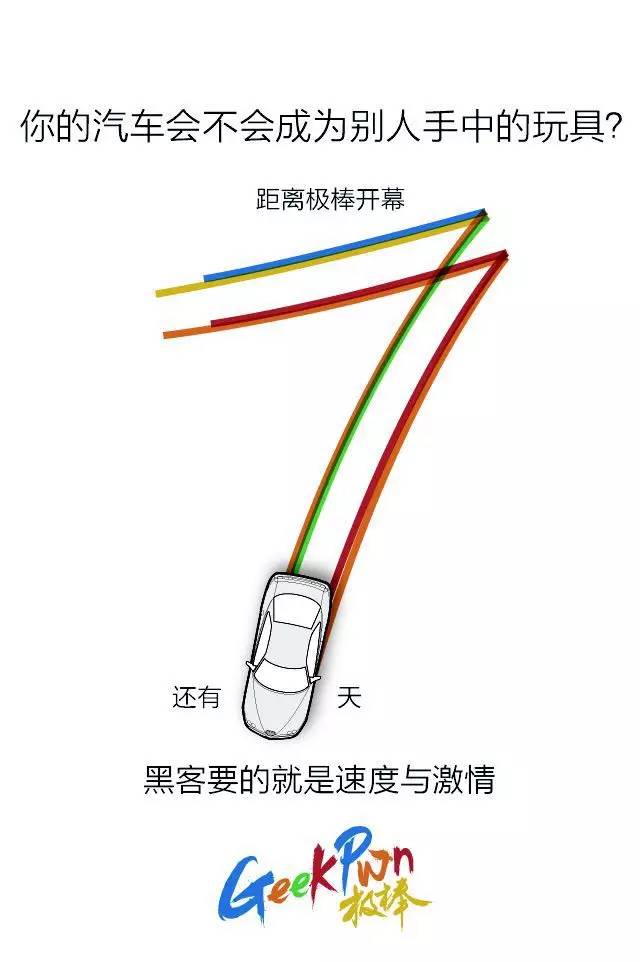 你的汽车会不会成为别人手中的玩具?
距离极棒开幕
7
还有
天
黑客要的就是速度与激情
GeekPwn
极棒